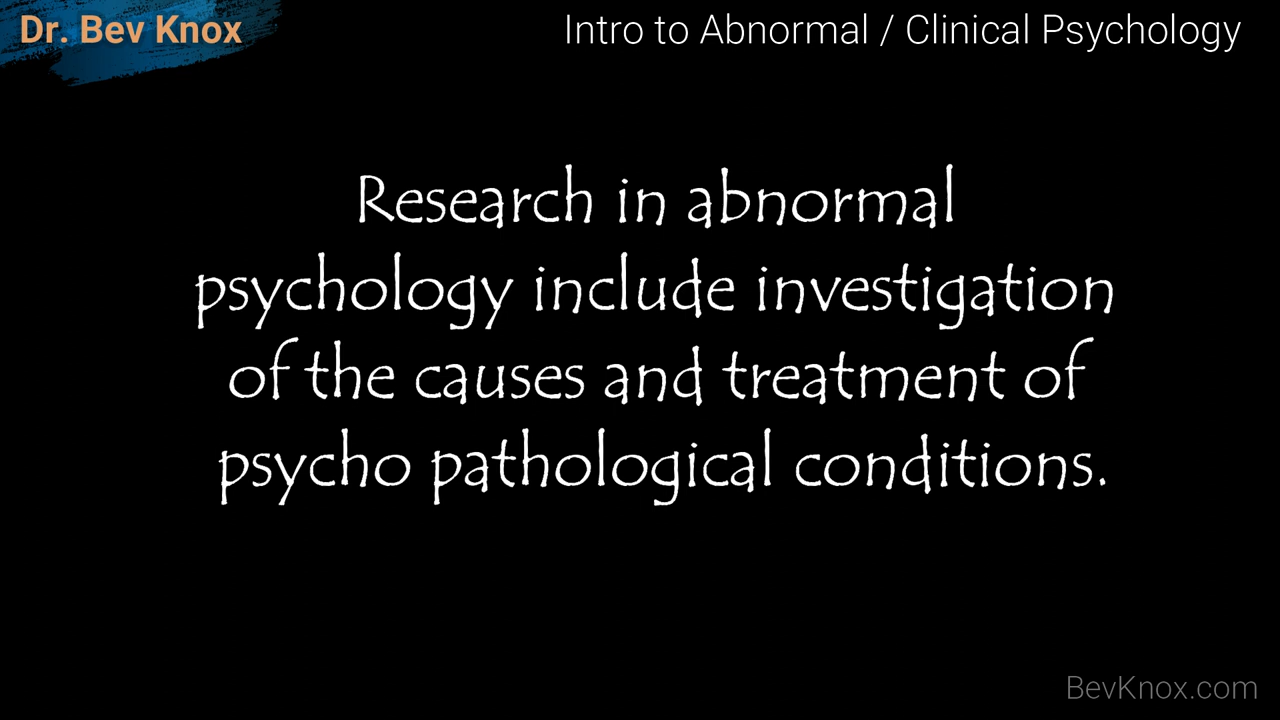 Dr. Bev Knox
Intro to Abnormal / Clinical Psychology
Research in abnormal
psychology include investigation
of the causes and treatment of
psycho pathological conditions.
BevKnox.com